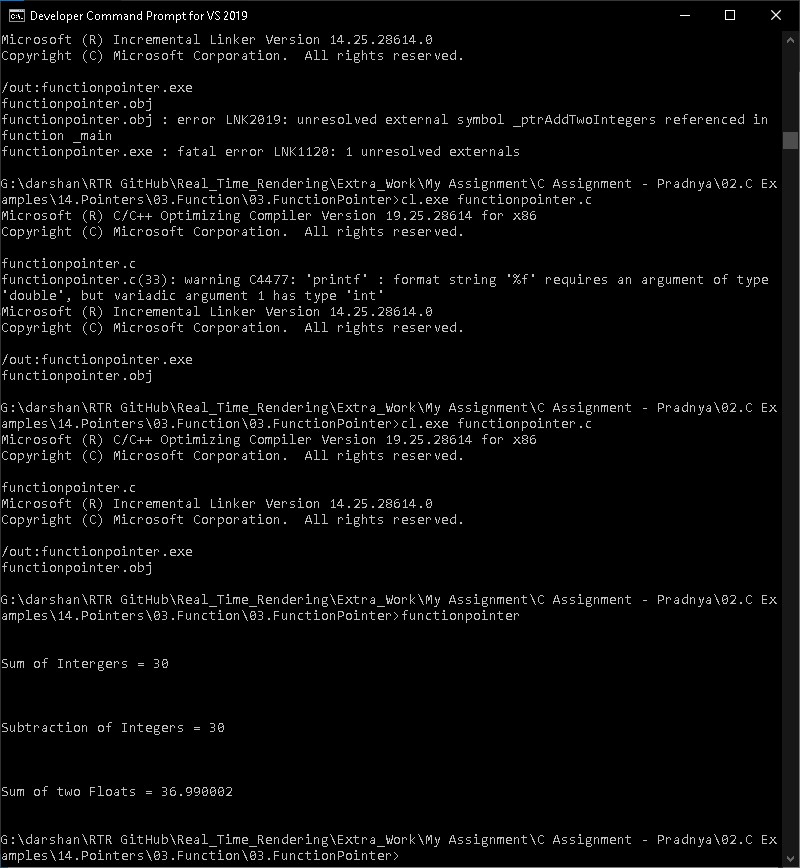 Developer Command Prompt for VS 2019
Microsoft (R) Incremental Linker Version 14.25.28614.0
Copyright (C) Microsoft Corporation.  All rights reserved.
/out:functionpointer.exe
functionpointer.obj
functionpointer.obj : error LNK2019: unresolved external symbol _ptrAddTwoIntegers referenced in
function _main
functionpointer.exe : fatal error LNK1120: 1 unresolved externals
G:\darshan\RTR GitHub\Real_Time_Rendering\Extra_Work\My Assignment\C Assignment - Pradnya\02.C Ex
amples\14.Pointers\03.Function\03.FunctionPointer>cl.exe functionpointer.c
Microsoft (R) C/C++ Optimizing Compiler Version 19.25.28614 for x86
Copyright (C) Microsoft Corporation.  All rights reserved.
functionpointer.c
functionpointer.c(33): warning C4477: 'printf' : format string '%f' requires an argument of type
'double', but variadic argument 1 has type 'int'
Microsoft (R) Incremental Linker Version 14.25.28614.0
Copyright (C) Microsoft Corporation.  All rights reserved.
/out:functionpointer.exe
functionpointer.obj
G:\darshan\RTR GitHub\Real_Time_Rendering\Extra_Work\My Assignment\C Assignment - Pradnya\02.C Ex
amples\14.Pointers\03.Function\03.FunctionPointer>cl.exe functionpointer.c
Microsoft (R) C/C++ Optimizing Compiler Version 19.25.28614 for x86
Copyright (C) Microsoft Corporation.  All rights reserved.
functionpointer.c
Microsoft (R) Incremental Linker Version 14.25.28614.0
Copyright (C) Microsoft Corporation.  All rights reserved.
/out:functionpointer.exe
functionpointer.obj
G:\darshan\RTR GitHub\Real_Time_Rendering\Extra_Work\My Assignment\C Assignment - Pradnya\02.C Ex
amples\14.Pointers\03.Function\03.FunctionPointer>functionpointer
Sum of Intergers = 30
Subtraction of Integers = 30
Sum of two Floats = 36.990002
G:\darshan\RTR GitHub\Real_Time_Rendering\Extra_Work\My Assignment\C Assignment - Pradnya\02.C Ex
amples\14.Pointers\03.Function\03.FunctionPointer>